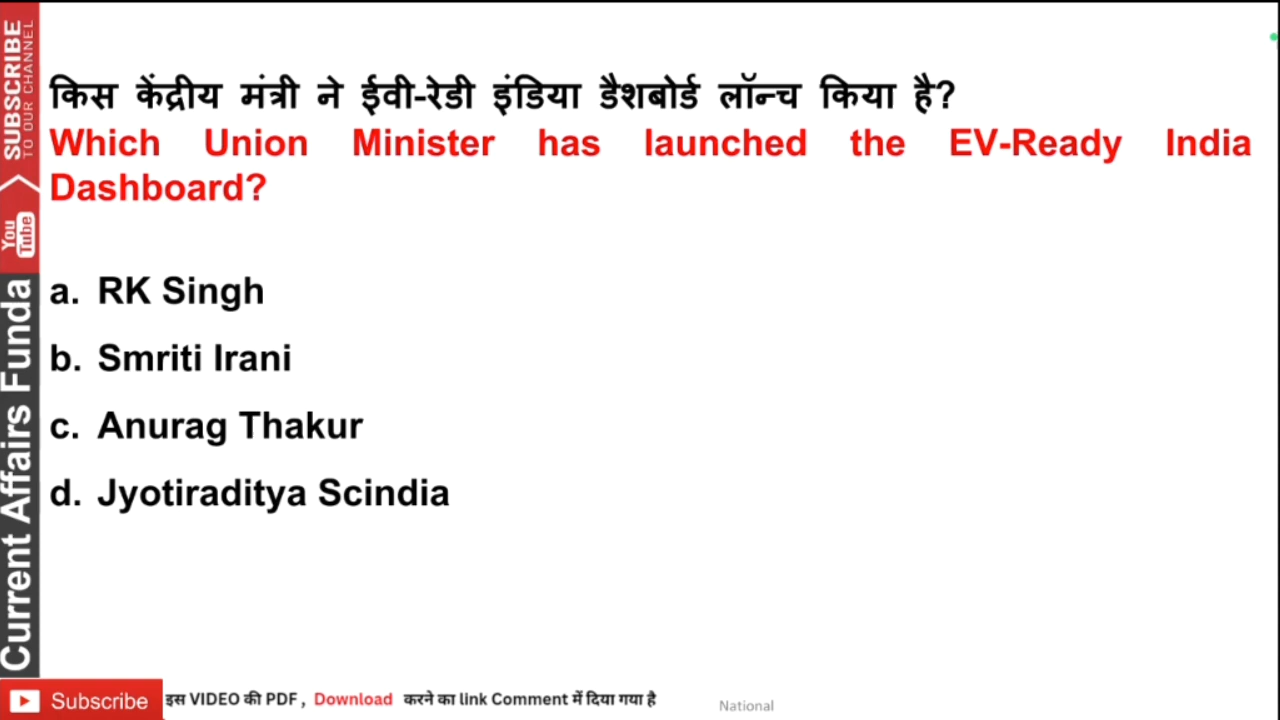 किस केंद्रीय मंत्री ने ईवी-रेडी इंडिया डैशबोर्ड लॉन्च किया है?
Which Union Minister has launched the EV-Ready India
Dashboard?
a. RK Singh
b. Smriti Irani
c. Anurag Thakur
d. Jyotiraditya Scindia
SUBSCRIBE
TO OUR CHANNEL
You
Tube
Current Affairs Funda
Subscribe
इस VIDEO की PDF , Download करने का link Comment में दिया गया है
National